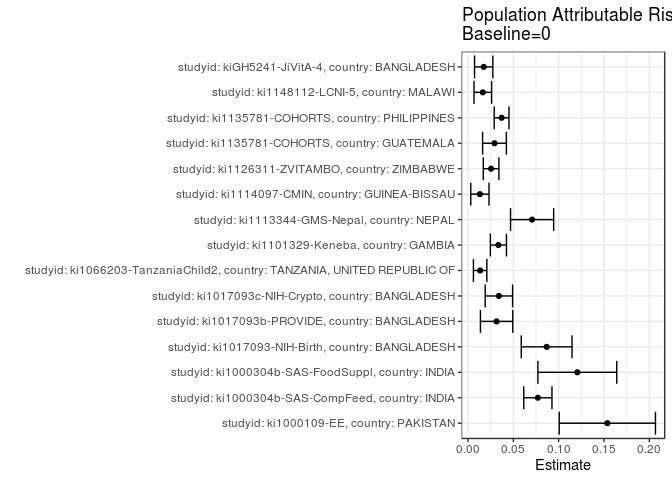 Population Attributable Ris
Baseline=0
studyid: kiGH5241-JiVitA-4, country: BANGLADESH
studyid: ki1148112-LCNI-5, country: MALAWI
studyid: ki1135781-COHORTS, country: PHILIPPINES
studyid: ki1135781-COHORTS, country: GUATEMALA
studyid: ki1126311-ZVITAMBO, country: ZIMBABWE
studyid: ki1114097-CMIN, country: GUINEA-BISSAU
studyid: ki1113344-GMS-Nepal, country: NEPAL
studyid: ki1101329-Keneba, country: GAMBIA
studyid: ki1066203-TanzaniaChild2, country: TANZANIA, UNITED REPUBLIC OF
studyid: ki1017093c-NIH-Crypto, country: BANGLADESH
studyid: ki1017093b-PROVIDE, country: BANGLADESH
studyid: ki1017093-NIH-Birth, country: BANGLADESH
studyid: ki1000304b-SAS-FoodSuppl, country: INDIA
studyid: ki1000304b-SAS-CompFeed, country: INDIA
studyid: ki1000109-EE, country: PAKISTAN
0.00 0.05 0.10 0.15 0.20
Estimate